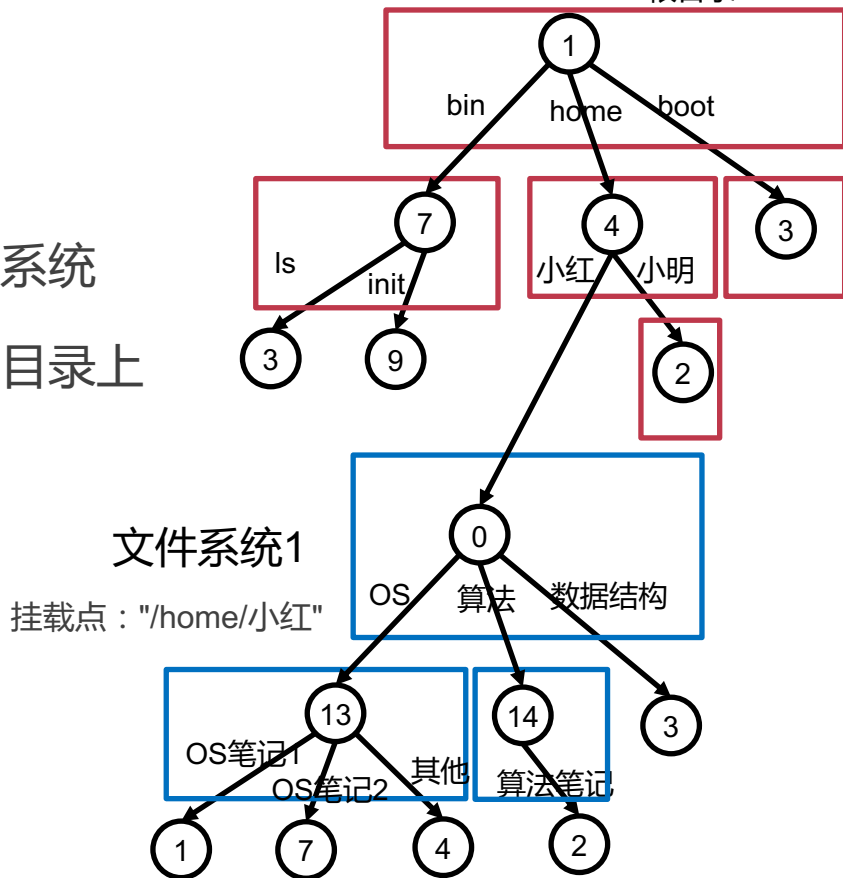 1
bin
home
boot
7
4
3
ls
init
小红
小明
系统
3
9
2
目录上
文件系统1
0
挂载点："/home/小红"
OS
算法
数据结构
13
14
3
OS笔记1
OS笔记2
其他
算法笔记
1
7
4
2